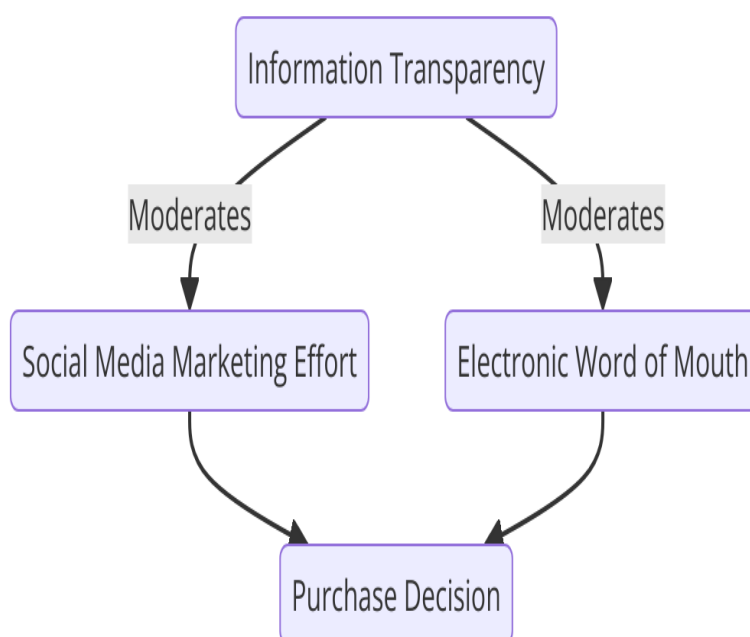 Information Transparency
Moderates
Moderates
Social Media Marketing Effort
Electronic Word of Mouth
Purchase Decision